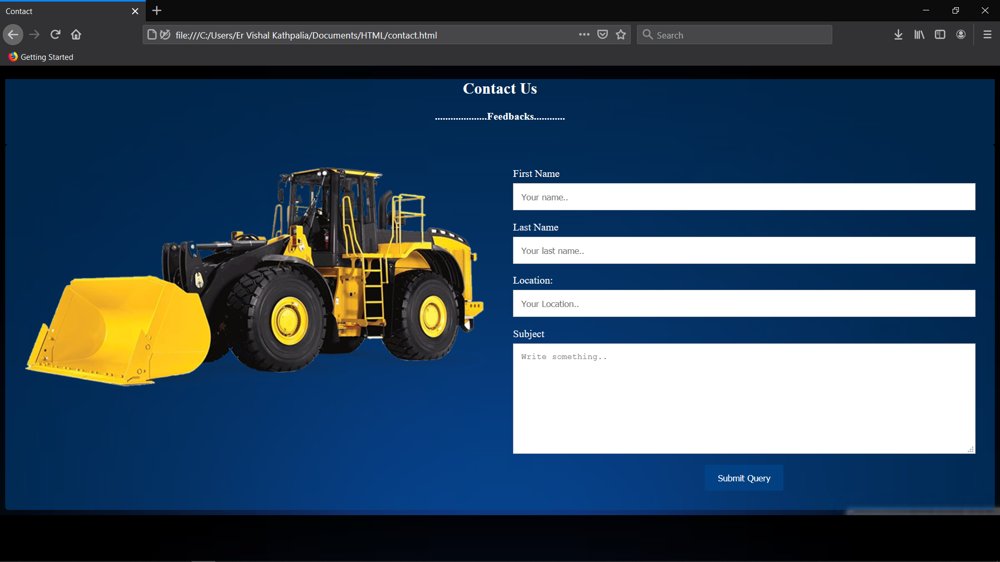 Contact
file:///C:/Users/Er Vishal Kathpalia/Documents/HTML/contact.html
Search
Getting Started
Contact Us
....................Feedbacks............
First Name
Your name..
Last Name
Your last name..
Location:
Your Location..
Subject
Write something..
Submit Query